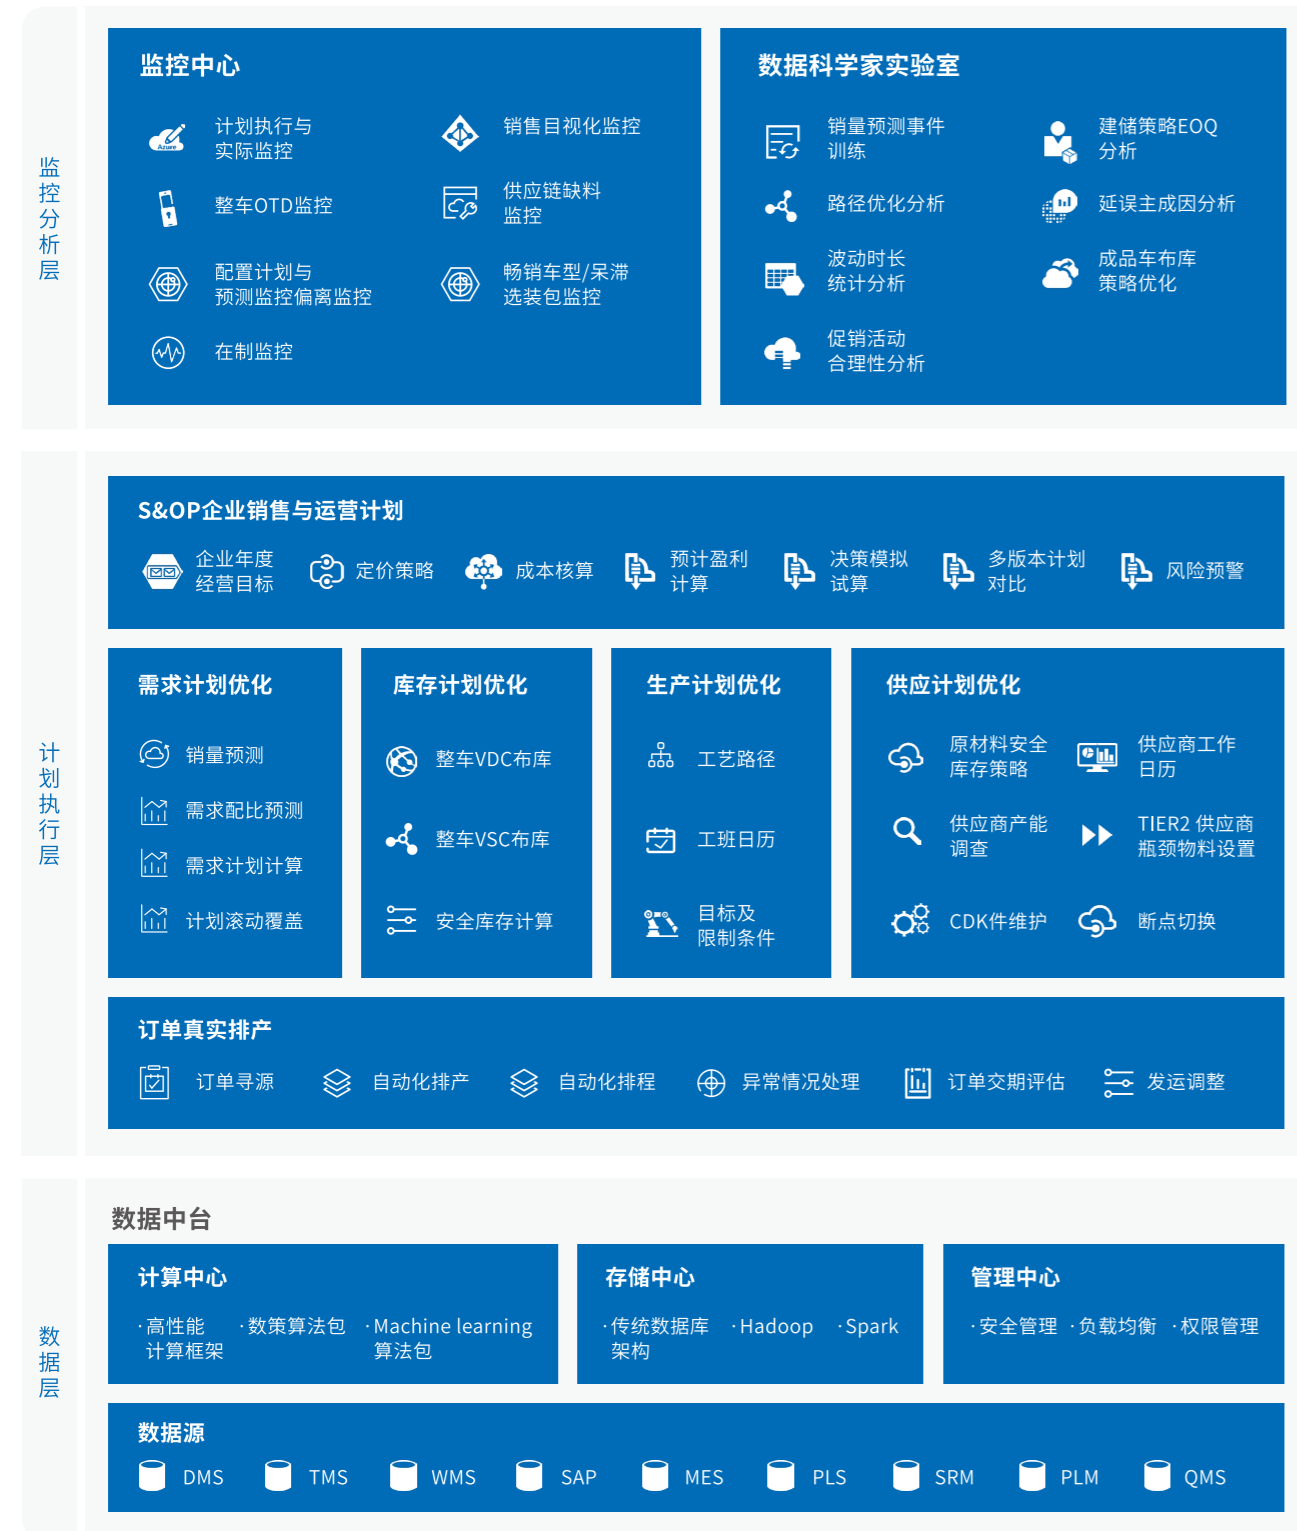 监控分析层
监控中心
计划执行与
实际监控
销售目视化监控
整车OTD监控
供应链缺料
监控
配置计划与
预测监控偏离监控
畅销车型/呆滞
选装包监控
在制监控
Azure
数据科学家实验室
销量预测事件
训练
建储策略EOQ
分析
路径优化分析
延误主成因分析
波动时长
统计分析
成品车布库
策略优化
促销活动
合理性分析
计划执行层
S&OP企业销售与运营计划
企业年度
经营目标
定价策略
成本核算
预计盈利
计算
决策模拟
试算
多版本计划
对比
风险预警
需求计划优化
销量预测
需求配比预测
需求计划计算
计划滚动覆盖
库存计划优化
整车VDC布库
整车VSC布库
安全库存计算
生产计划优化
工艺路径
工班日历
目标及
限制条件
供应计划优化
原材料安全
库存策略
供应商工作
日历
供应商产能
调查
TIER2 供应商
瓶颈物料设置
CDK件维护
断点切换
订单真实排产
订单寻源
自动化排产
自动化排程
异常情况处理
订单交期评估
发运调整
数据层
数据中台
计算中心
·高性能
计算框架
·数策算法包
·Machine learning
算法包
存储中心
·传统数据库
架构
·Hadoop
·Spark
管理中心
·安全管理
·负载均衡
·权限管理
数据源
DMS
TMS
WMS
SAP
MES
PLS
SRM
PLM
QMS